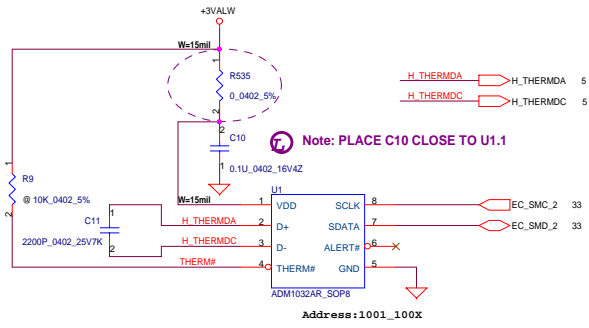 +3VALW
W=15mil
1
R535
0_0402_5%
2
H_THERMDA
H_THERMDA 5
H_THERMDC
H_THERMDC 5
2
C10
Note: PLACE C10 CLOSE TO U1.1
1
0.1U_0402_16V4Z
1
R9
@ 10K_0402_5%
2
W=15mil
U1
1 VDD SCLK 8
EC_SMC_2 33
C11
1
H_THERMDA
2 D+ SDATA 7
EC_SMD_2 33
2200P_0402_25V7K
2
H_THERMDC
3 D- ALERT# 6
THERM#
4 THERM# GND 5
ADM1032AR_SOP8
Address:1001_100X